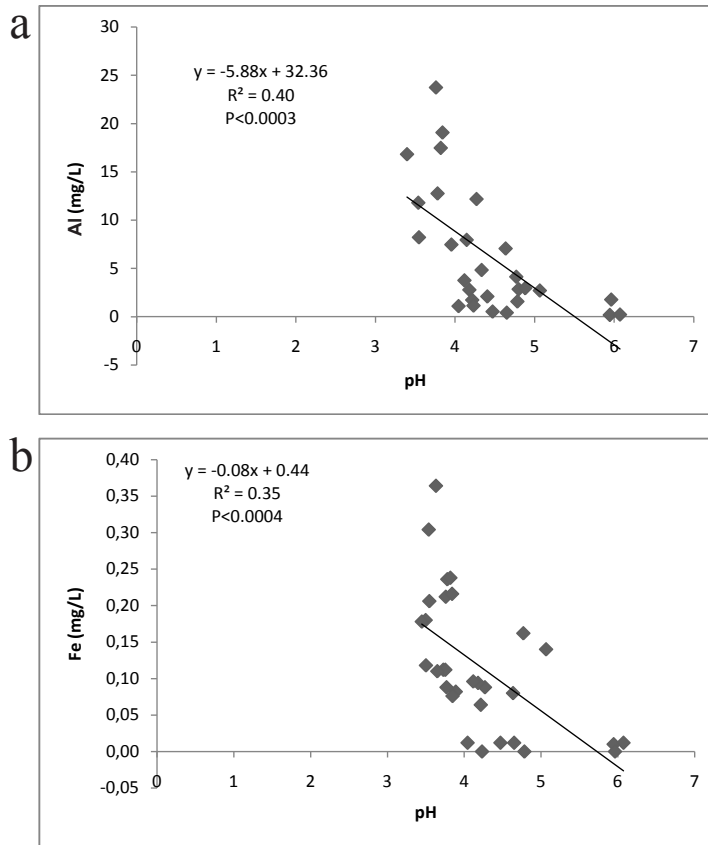 a
30
25
20
15
10
5
0
-5
Al (mg/L)
y = -5.88x + 32.36
R² = 0.40
P<0.0003
0 1 2 3 4 5 6 7
pH
b
0,40
0,35
0,30
0,25
0,20
0,15
0,10
0,05
0,00
-0,05
Fe (mg/L)
y = -0.08x + 0.44
R² = 0.35
P<0.0004
0 1 2 3 4 5 6 7
pH